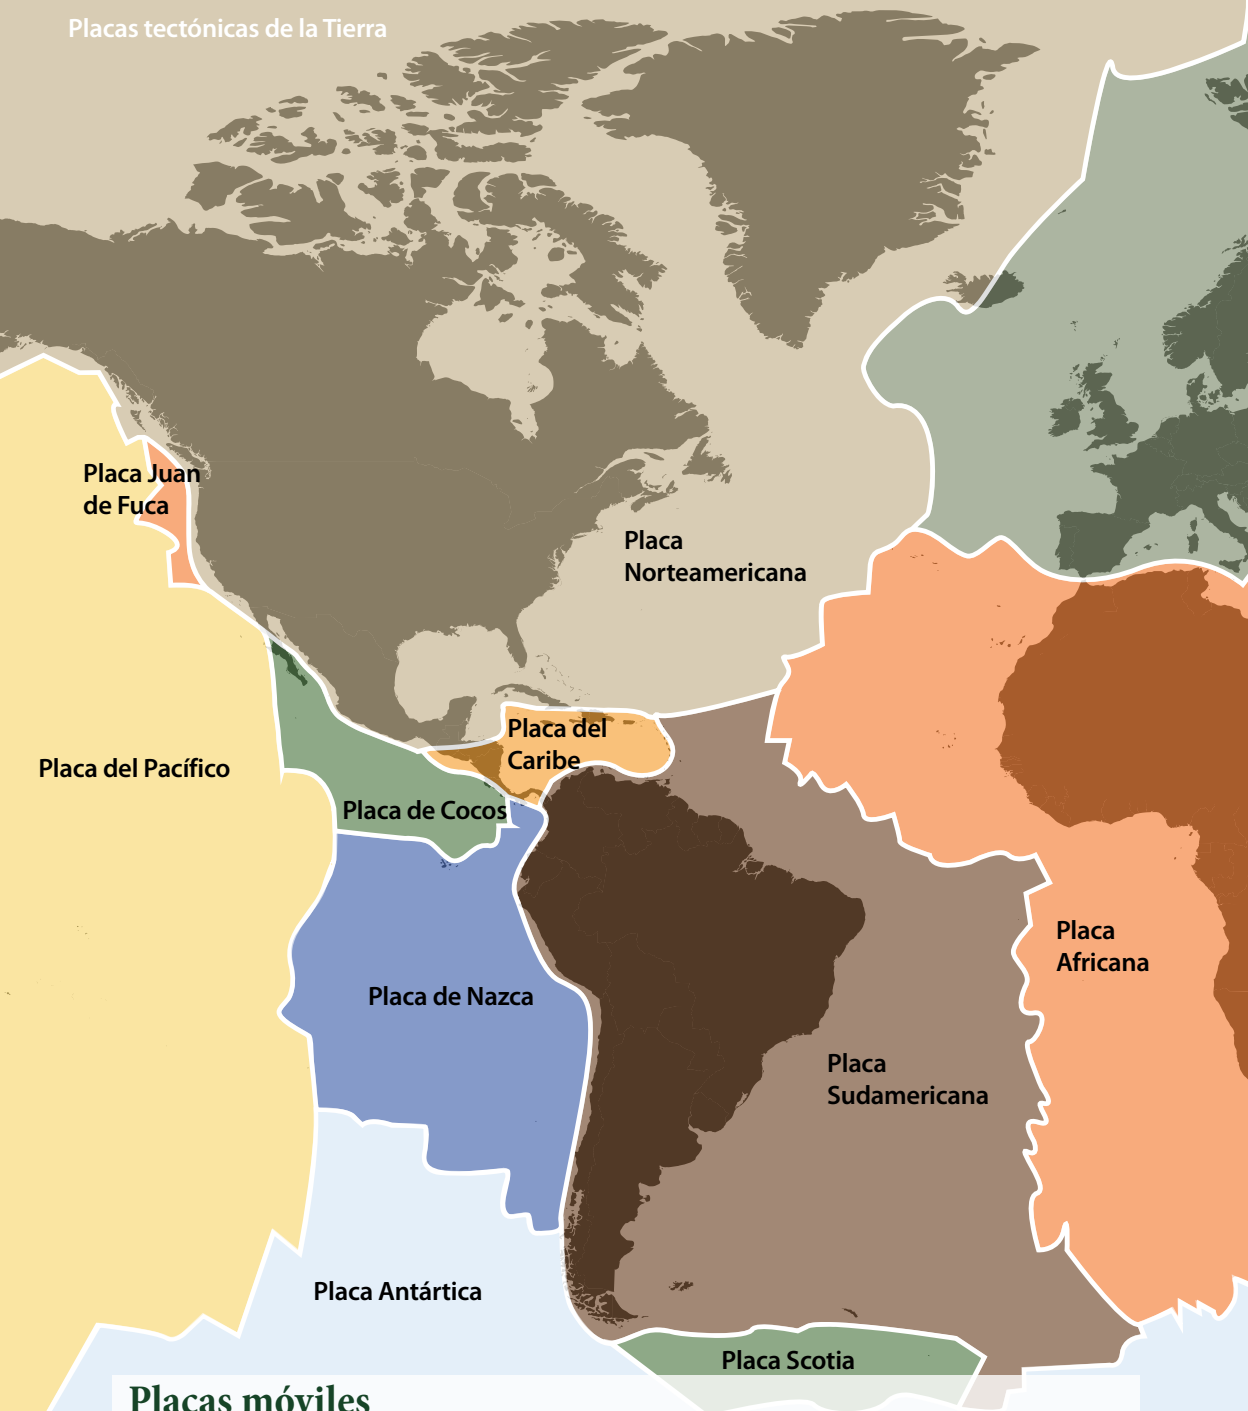 Placas tectónicas de la Tierra
Placa Juan
de Fuca
Placa
Norteamericana
Placa del
Caribe
Placa del Pacífico
Placa de Cocos
Placa
Africana
Placa de Nazca
Placa
Sudamericana
Placa Antártica
Placa Scotia
Placas móviles